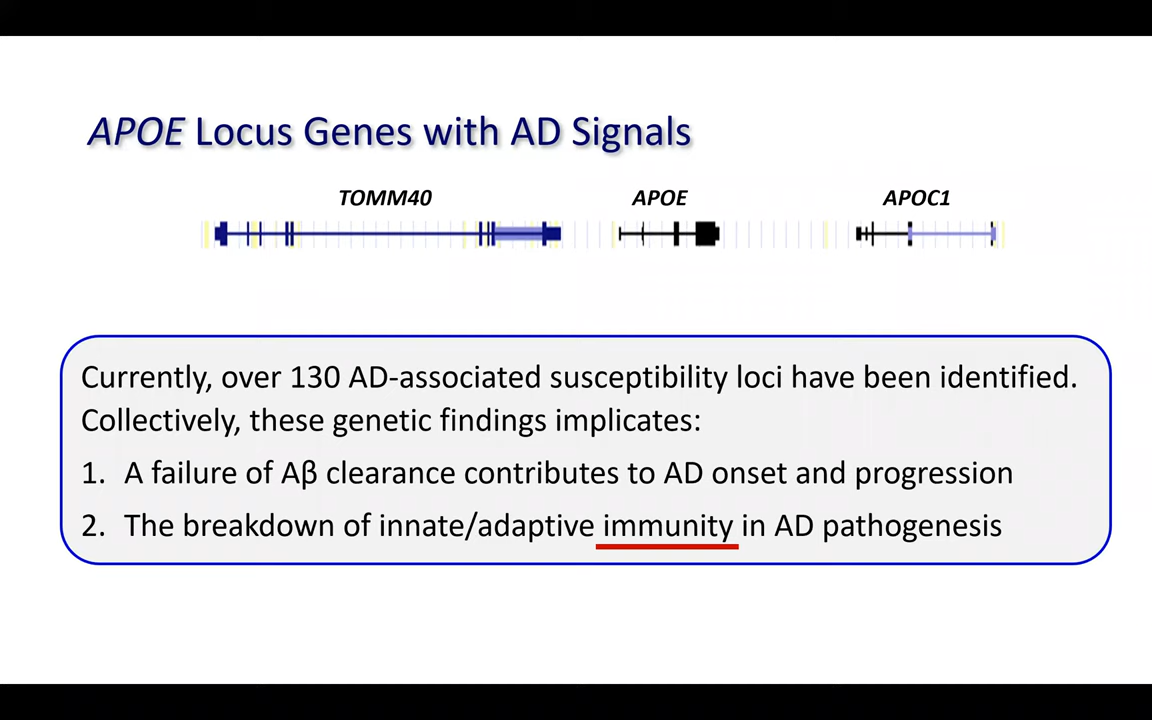 APOE Locus Genes with AD Signals
TOMM40 APOE APOC1
Currently, over 130 AD-associated susceptibility loci have been identified.
Collectively, these genetic findings implicates:
1. A failure of Aβ clearance contributes to AD onset and progression
2. The breakdown of innate/adaptive immunity in AD pathogenesis